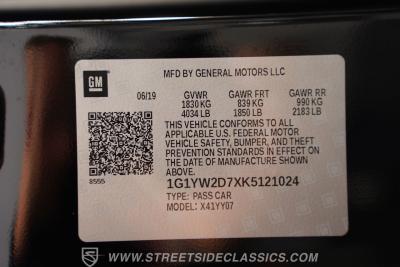 MFD BY GENERAL MOTORS LLC
GM
06/19 GVWR GAWR FRT GAWR RR
1830 KG 839 KG 990 KG
4034 LB 1850 LB 2183 LB
THIS VEHICLE CONFORMS TO ALL
APPLICABLE U.S. FEDERAL MOTOR
VEHICLE SAFETY, BUMPER, AND THEFT
PREVENTION STANDARDS IN EFFECT ON
THE DATE OF MANUFACTURE SHOWN
ABOVE.
8555
1G1YW2D7XK5121024
TYPE: PASS CAR
MODEL: X41YY07
STREETSIDE CLASSICS
WWW.STREETSIDECLASSICS.COM